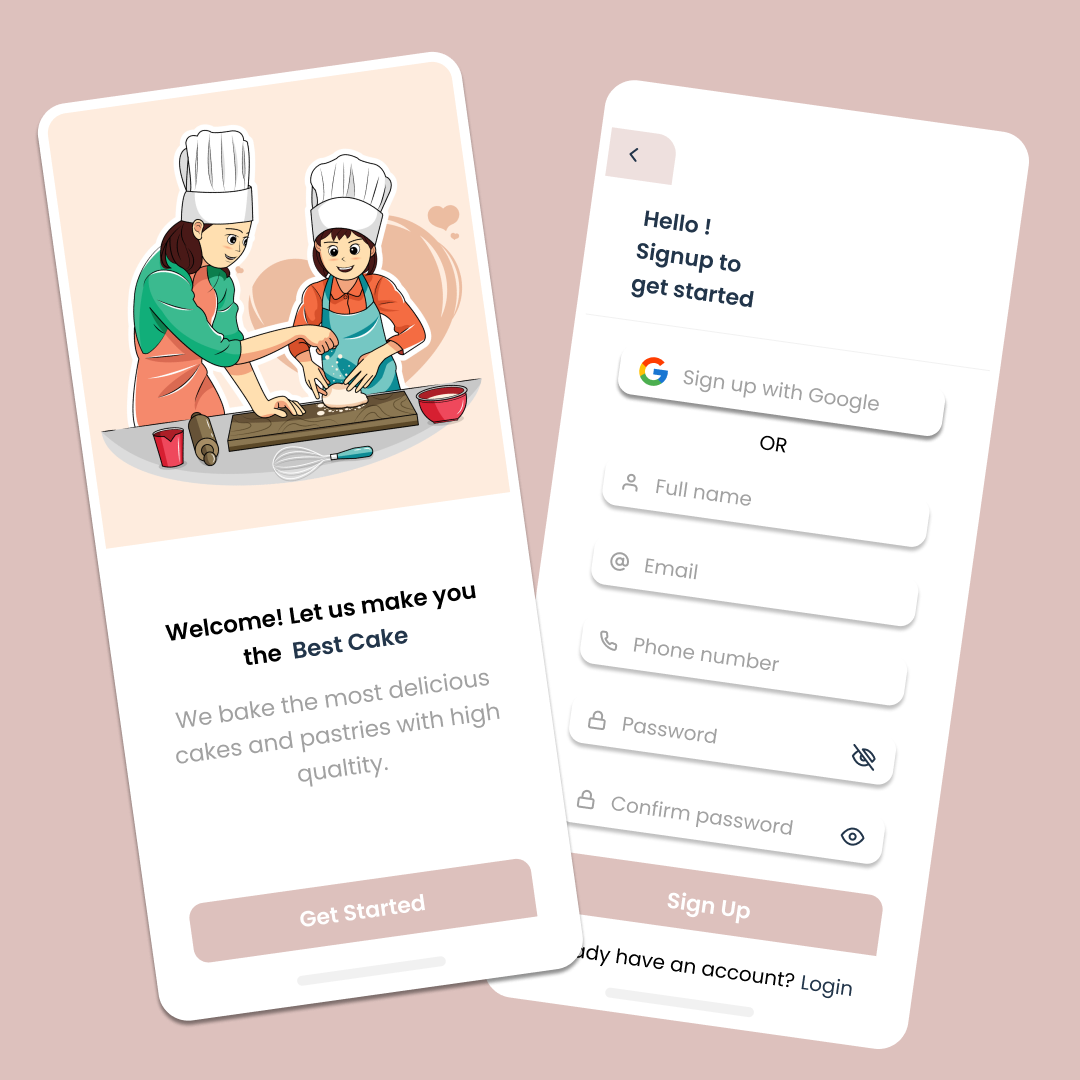 Welcome! Let us make you
the Best Cake
We bake the most delicious
cakes and pastries with high
qualtity.
Get Started
Hello !
Signup to
get started
Sign up with Google
OR
Full name
Email
Phone number
Password
Confirm password
Sign Up
have an account? Login